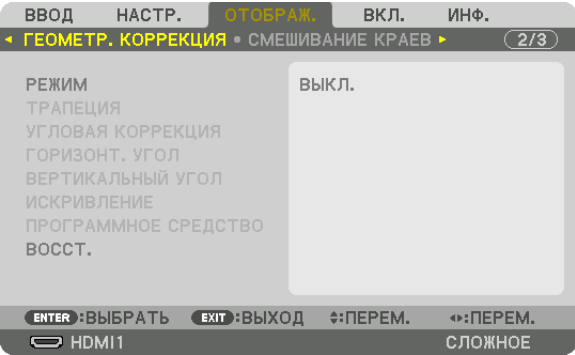 ВВОД НАСТР. ОТОБРАЖ. ВКЛ. ИНФ.
ГЕОМЕТР. КОРРЕКЦИЯ • СМЕШИВАНИЕ КРАЕВ 2/3
РЕЖИМ ВЫКЛ.
ТРАПЕЦИЯ
УГЛОВАЯ КОРРЕКЦИЯ
ГОРИЗОНТ. УГОЛ
ВЕРТИКАЛЬНЫЙ УГОЛ
ИСКРИВЛЕНИЕ
ПРОГРАММНОЕ СРЕДСТВО
ВОССТ.
ENTER :ВЫБРАТЬ EXIT :ВЫХОД :ПЕРЕМ. :ПЕРЕМ.
HDMI1 СЛОЖНОЕ